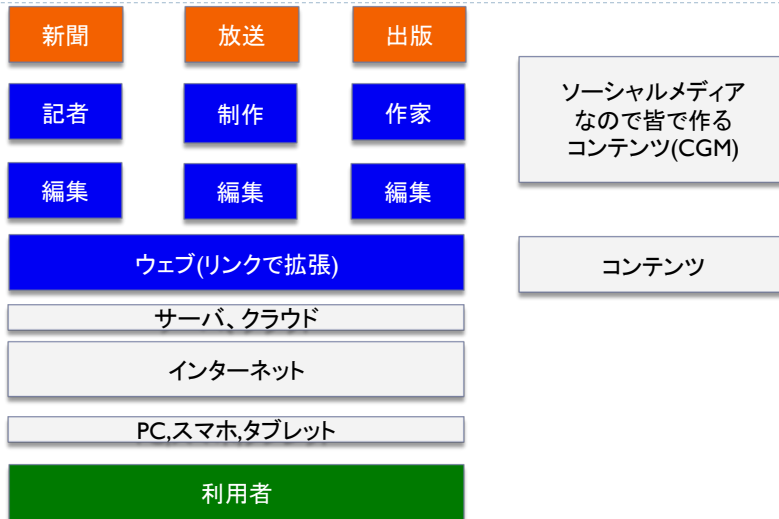 新聞 放送 出版
記者 制作 作家
編集 編集 編集
ソーシャルメディア
なので皆で作る
コンテンツ(CGM)
ウェブ(リンクで拡張)
コンテンツ
サーバ、クラウド
インターネット
PC,スマホ,タブレット
利用者